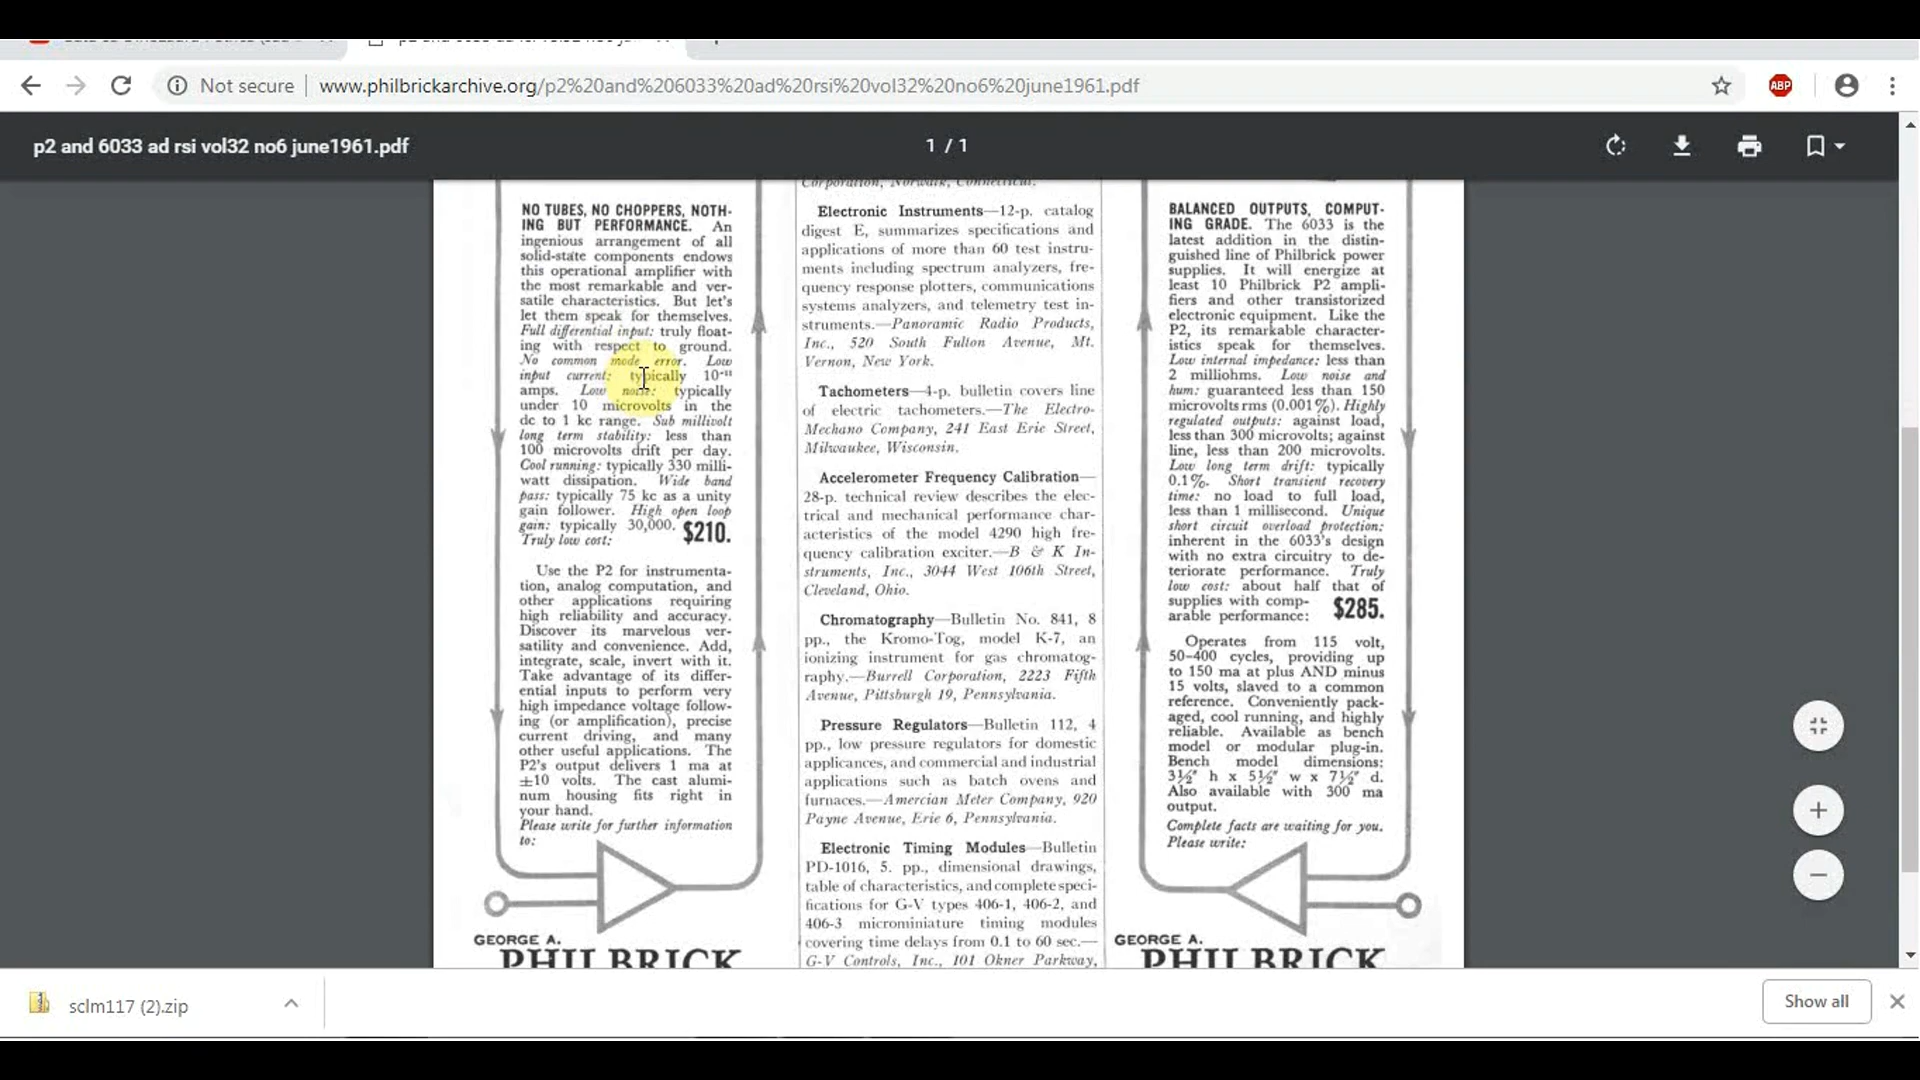 Not secure
www.philbrickarchive.org/p2%20and%206033%20ad%20rsi%20vol32%20no6%20june1961.pdf
ABP
p2 and 6033 ad rsi vol32 no6 june1961.pdf
1 / 1
NO TUBES, NO CHOPPERS, NOTH-
ING BUT PERFORMANCE. An
ingenious arrangement of all
solid-state components endows
this operational amplifier with
the most remarkable and ver-
satile characteristics. But let's
let them speak for themselves.
Full differential input: truly float-
ing with respect to ground.
No common mode error. Low
input current: typically 10⁻¹¹
amps. Low noise: typically
under 10 microvolts in the
dc to 1 kc range. Sub millivolt
long term stability: less than
100 microvolts drift per day.
Cool running: typically 330 milli-
watt dissipation. Wide band
pass: typically 75 kc as a unity
gain follower. High open loop
gain: typically 30,000. $210.
Truly low cost:
Use the P2 for instrumenta-
tion, analog computation, and
other applications requiring
high reliability and accuracy.
Discover its marvelous ver-
satility and convenience. Add,
integrate, scale, invert with it.
Take advantage of its differ-
ential inputs to perform very
high impedance voltage follow-
ing (or amplification), precise
current driving, and many
other useful applications. The
P2's output delivers 1 ma at
±10 volts. The cast alumi-
num housing fits right in
your hand.
Please write for further information
to:
GEORGE A.
PHILBRICK
Corporation, Norwalk, Connecticut.
Electronic Instruments—12-p. catalog
digest E, summarizes specifications and
applications of more than 60 test instru-
ments including spectrum analyzers, fre-
quency response plotters, communications
systems analyzers, and telemetry test in-
struments.—Panoramic Radio Products,
Inc., 520 South Fulton Avenue, Mt.
Vernon, New York.
Tachometers—4-p. bulletin covers line
of electric tachometers.—The Electro-
Mechano Company, 241 East Erie Street,
Milwaukee, Wisconsin.
Accelerometer Frequency Calibration—
28-p. technical review describes the elec-
trical and mechanical performance char-
acteristics of the model 4290 high fre-
quency calibration exciter.—B & K In-
struments, Inc., 3044 West 106th Street,
Cleveland, Ohio.
Chromatography—Bulletin No. 841, 8
pp., the Kromo-Tog, model K-7, an
ionizing instrument for gas chromatog-
raphy.—Burrell Corporation, 2223 Fifth
Avenue, Pittsburgh 19, Pennsylvania.
Pressure Regulators—Bulletin 112, 4
pp., low pressure regulators for domestic
applicances, and commercial and industrial
applications such as batch ovens and
furnaces.—Amercian Meter Company, 920
Payne Avenue, Erie 6, Pennsylvania.
Electronic Timing Modules—Bulletin
PD-1016, 5. pp., dimensional drawings,
table of characteristics, and complete speci-
fications for G-V types 406-1, 406-2, and
406-3 microminiature timing modules
covering time delays from 0.1 to 60 sec.—
G-V Controls, Inc., 101 Okner Parkway,
BALANCED OUTPUTS, COMPUT-
ING GRADE. The 6033 is the
latest addition in the distin-
guished line of Philbrick power
supplies. It will energize at
least 10 Philbrick P2 ampli-
fiers and other transistorized
electronic equipment. Like the
P2, its remarkable character-
istics speak for themselves.
Low internal impedance: less than
2 milliohms. Low noise and
hum: guaranteed less than 150
microvolts rms (0.001%). Highly
regulated outputs: against load,
less than 300 microvolts; against
line, less than 200 microvolts.
Low long term drift: typically
0.1%. Short transient recovery
time: no load to full load,
less than 1 millisecond. Unique
short circuit overload protection:
inherent in the 6033's design
with no extra circuitry to de-
teriorate performance. Truly
low cost: about half that of
supplies with comp-
arable performance: $285.
Operates from 115 volt,
50–400 cycles, providing up
to 150 ma at plus AND minus
15 volts, slaved to a common
reference. Conveniently pack-
aged, cool running, and highly
reliable. Available as bench
model or modular plug-in.
Bench model dimensions:
3½″ h x 5½″ w x 7½″ d.
Also available with 300 ma
output.
Complete facts are waiting for you.
Please write:
GEORGE A.
PHILBRICK
sclm117 (2).zip
Show all